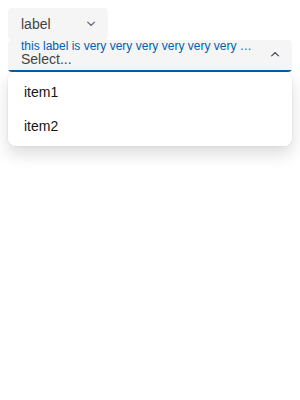 label
this label is very very very very very very …
Select...
item1
item2